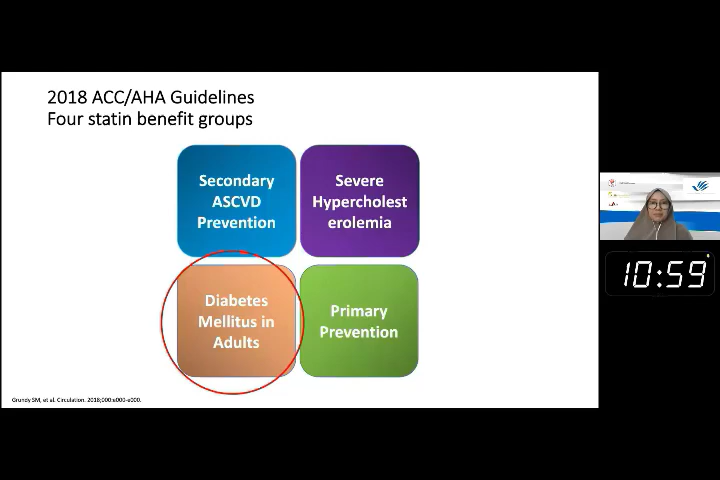 2018 ACC/AHA Guidelines
Four statin benefit groups
Secondary
ASCVD
Prevention
Severe
Hypercholest
erolemia
Diabetes
Mellitus in
Adults
Primary
Prevention
Grundy SM, et al. Circulation. 2018;000:e000-e000.
10:59